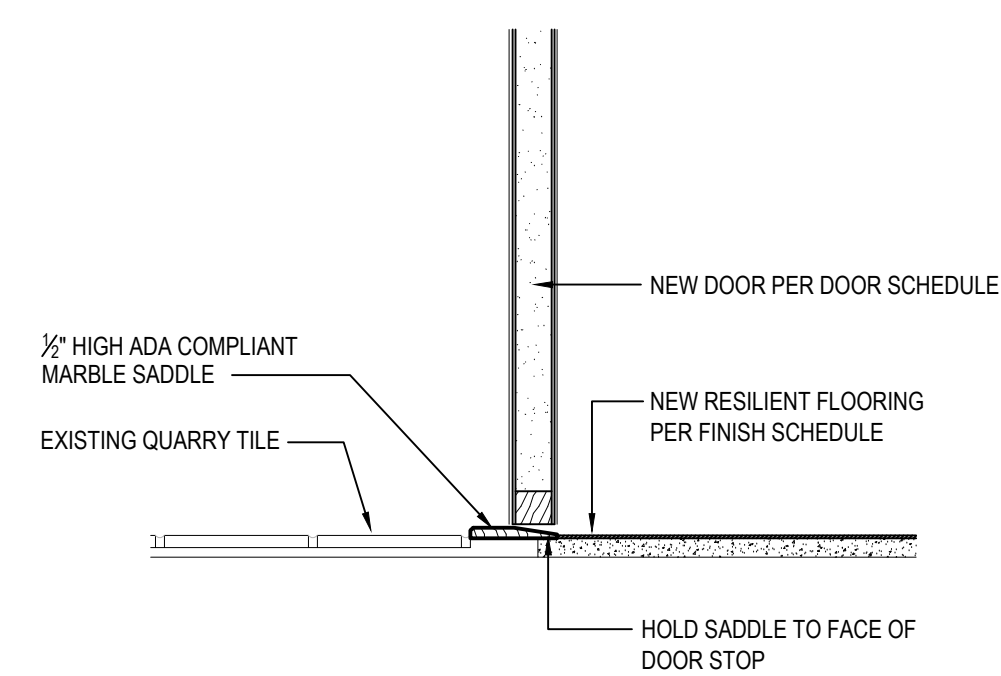 NEW DOOR PER DOOR SCHEDULE
½" HIGH ADA COMPLIANT
MARBLE SADDLE
EXISTING QUARRY TILE
NEW RESILIENT FLOORING
PER FINISH SCHEDULE
HOLD SADDLE TO FACE OF
DOOR STOP